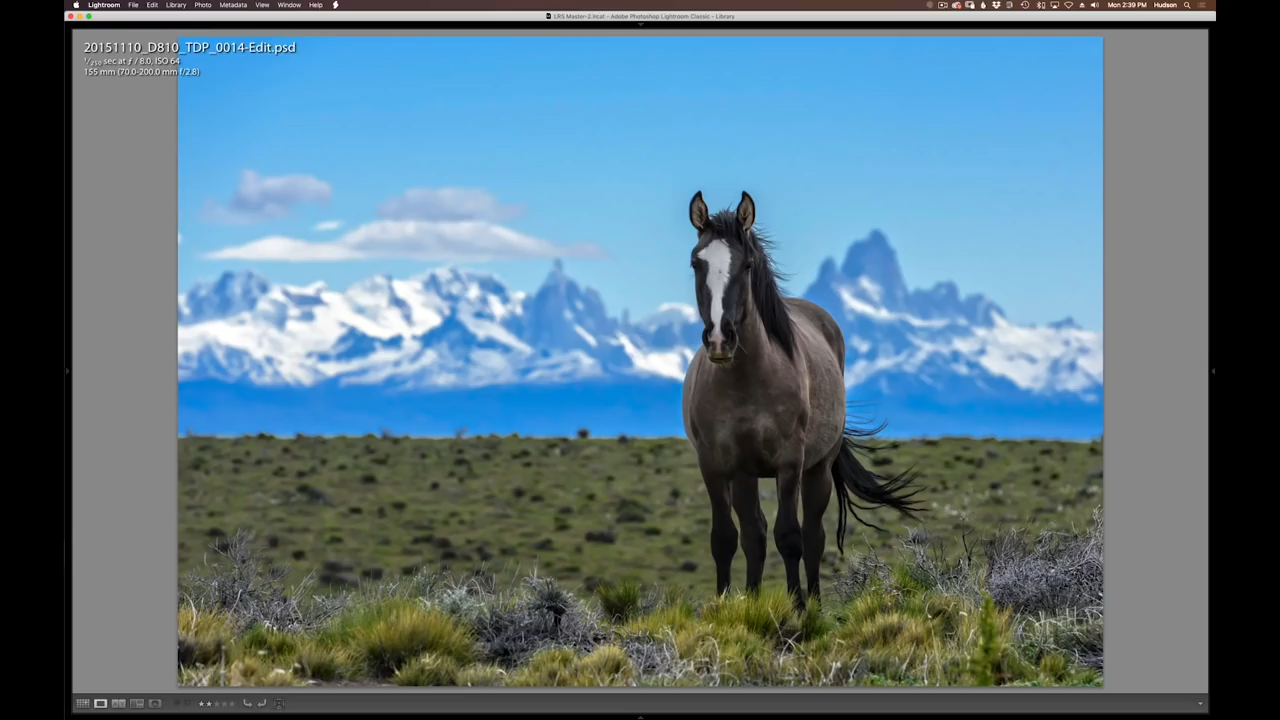 Lightroom File Edit Library Photo Metadata View Window Help
Mon 2:39 PM Hudson
LRS Master-2.lrcat - Adobe Photoshop Lightroom Classic - Library
20151110_D810_TDP_0014-Edit.psd
1/250 sec at ƒ / 8.0, ISO 64
155 mm (70.0-200.0 mm f/2.8)